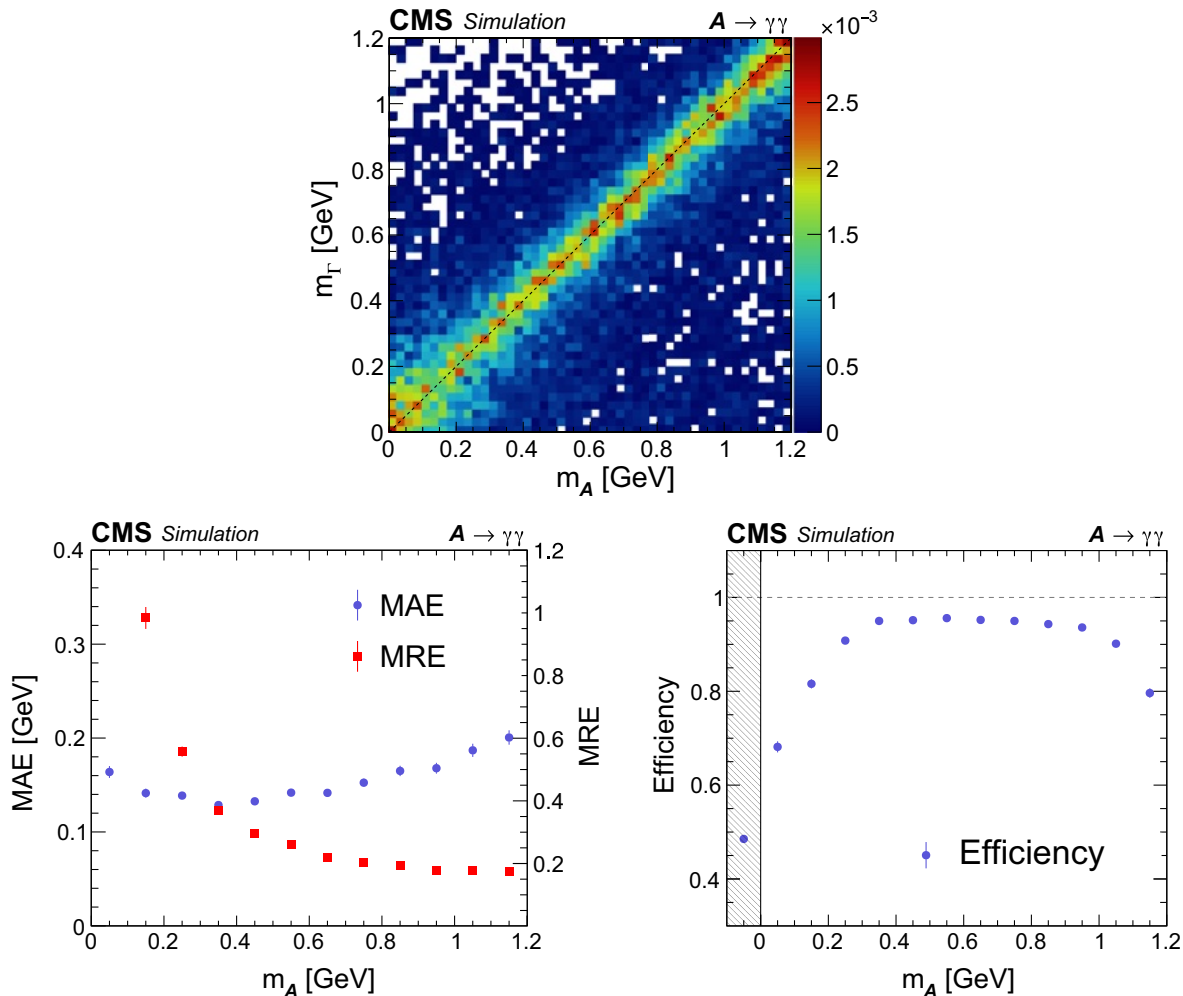 CMS Simulation A → γγ
×10⁻³
1.2
1
0.8
0.6
0.4
0.2
0
m_Γ [GeV]
0 0.2 0.4 0.6 0.8 1 1.2
m_A [GeV]
2.5
2
1.5
1
0.5
0
CMS Simulation A → γγ
0.4
0.3
0.2
0.1
0
MAE [GeV]
MAE
MRE
1.2
1
0.8
0.6
0.4
0.2
MRE
0 0.2 0.4 0.6 0.8 1 1.2
m_A [GeV]
CMS Simulation A → γγ
1
0.8
0.6
0.4
Efficiency
Efficiency
0 0.2 0.4 0.6 0.8 1 1.2
m_A [GeV]